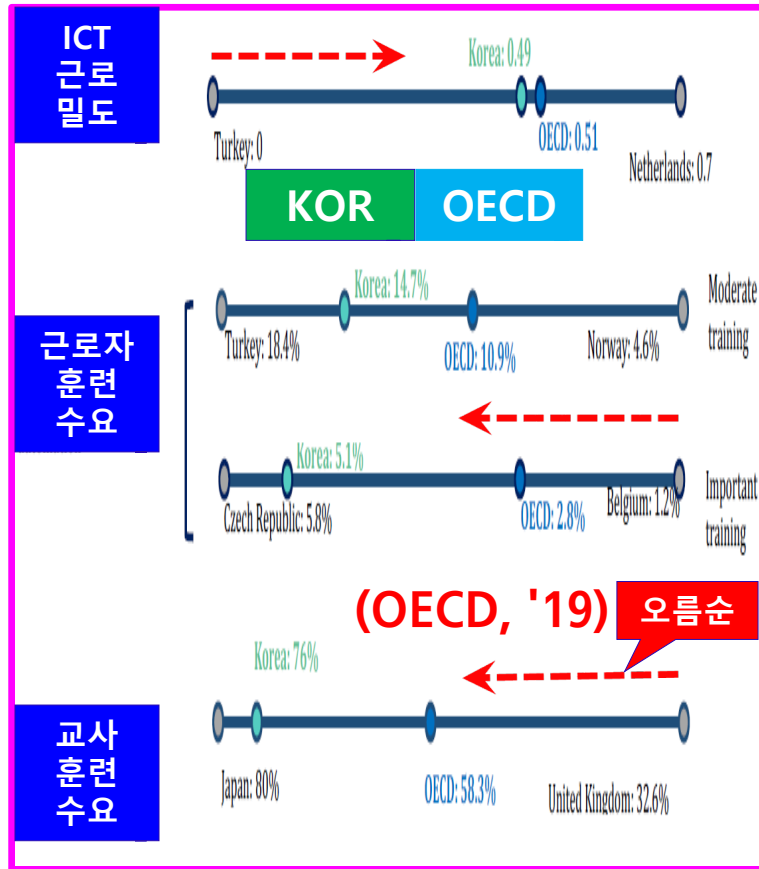 ICT
근로
밀도
Korea: 0.49
Turkey: 0
OECD: 0.51
Netherlands: 0.7
KOR
OECD
근로자
훈련
수요
Korea: 14.7%
Turkey: 18.4%
OECD: 10.9%
Norway: 4.6%
Moderate
training
Korea: 5.1%
Czech Republic: 5.8%
OECD: 2.8%
Belgium: 1.2%
Important
training
(OECD, '19)
오름순
교사
훈련
수요
Korea: 76%
Japan: 80%
OECD: 58.3%
United Kingdom: 32.6%